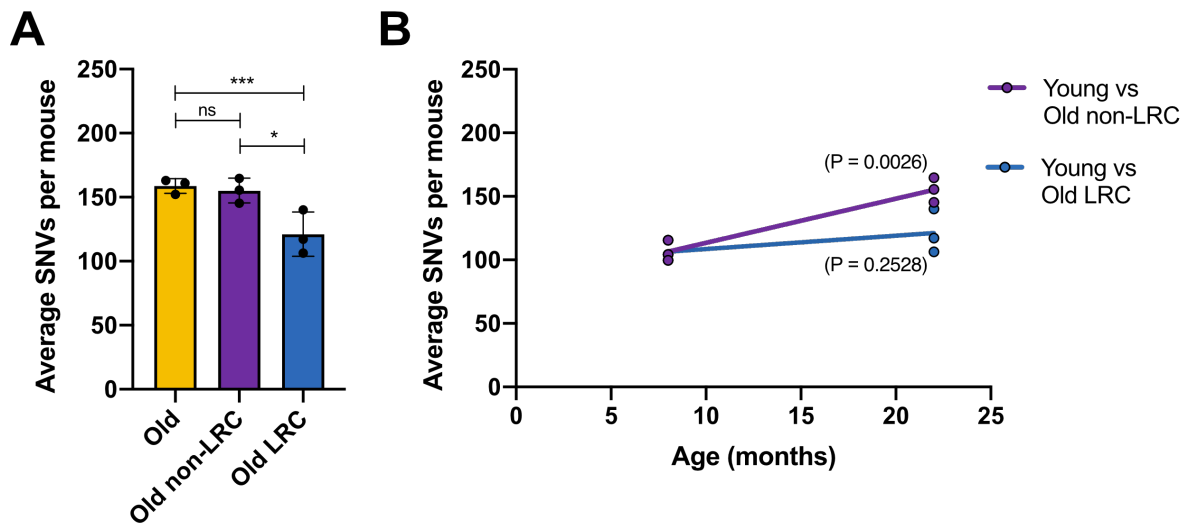 A
Average SNVs per mouse
250
200
150
100
50
0
***
ns
*
Old
Old non-LRC
Old LRC
B
Average SNVs per mouse
250
200
150
100
50
0
0 5 10 15 20 25
Age (months)
(P = 0.0026)
(P = 0.2528)
Young vs
Old non-LRC
Young vs
Old LRC